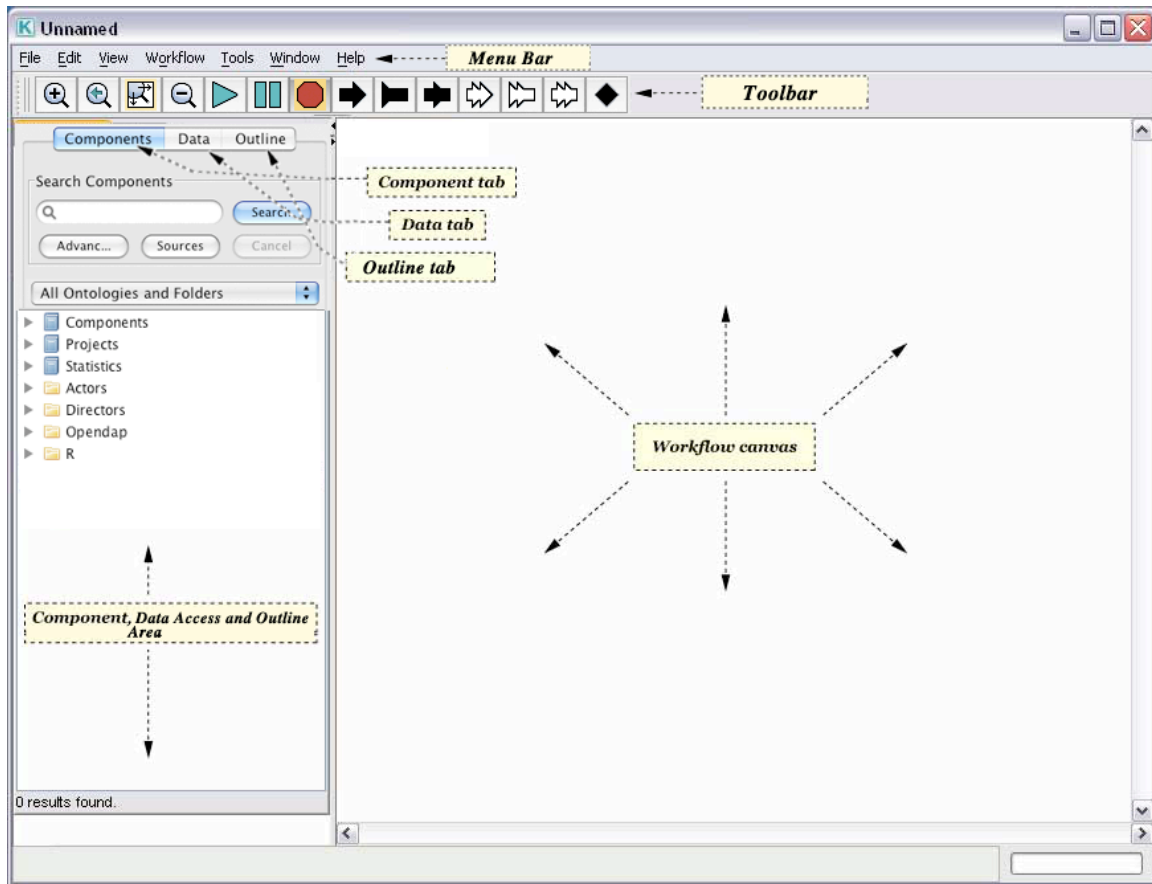 K Unnamed
File Edit View Workflow Tools Window Help
Menu Bar
Toolbar
Components Data Outline
Component tab
Search Components
Search
Data tab
Advanc... Sources Cancel
Outline tab
All Ontologies and Folders
Components
Projects
Statistics
Actors
Directors
Opendap
R
Workflow canvas
Component, Data Access and Outline
Area
0 results found.